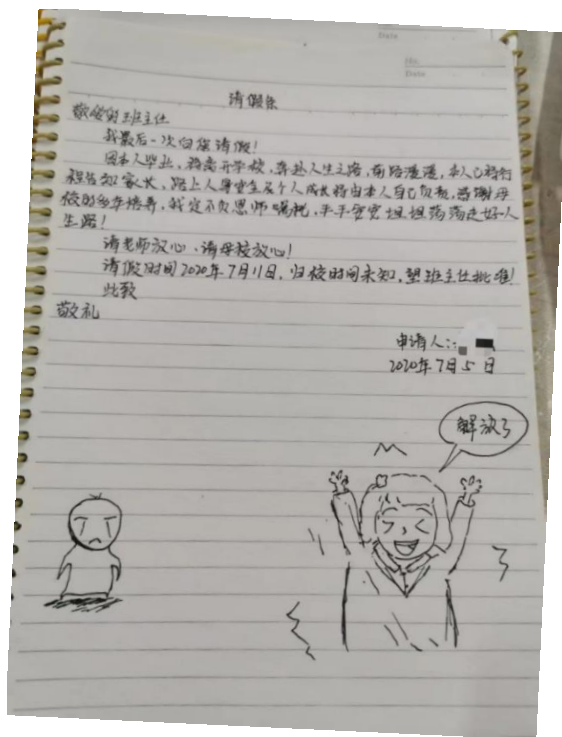 Date
No.
Date
请假条
敬爱的班主任
我最后一次向您请假!
因本人毕业,将离开学校,奔赴人生之路,前路漫漫,本人已将行
程告知家长,路上人身安全及个人成长将由本人自己负责,感谢母
校的多年培养,我定不负恩师嘱托,平平安安坦坦荡荡走好人
生路!
请老师放心、请母校放心!
请假时间2020年7月11日,归校时间未知,望班主任批准!
此致
敬礼
申请人::
2020年7月5日
解放了